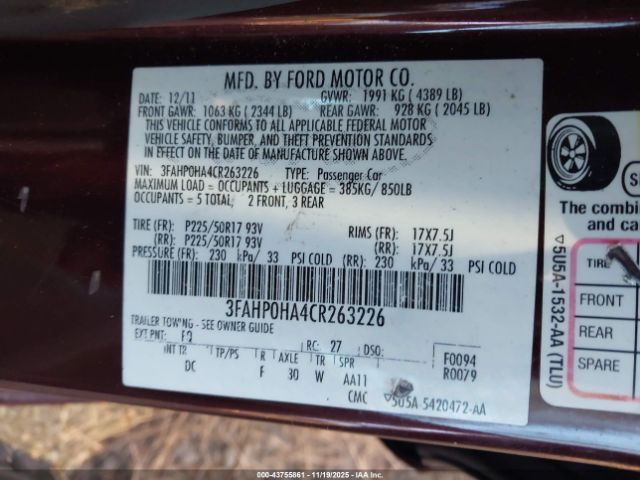 MFD. BY FORD MOTOR CO.
DATE: 12/11 GVWR: 1991 KG ( 4389 LB)
FRONT GAWR: 1063 KG ( 2344 LB) REAR GAWR: 928 KG ( 2045 LB)
THIS VEHICLE CONFORMS TO ALL APPLICABLE FEDERAL MOTOR
VEHICLE SAFETY, BUMPER, AND THEFT PREVENTION STANDARDS
IN EFFECT ON THE DATE OF MANUFACTURE SHOWN ABOVE.
VIN: 3FAHP0HA4CR263226 TYPE: Passenger Car
MAXIMUM LOAD = OCCUPANTS + LUGGAGE = 385KG/ 850LB
OCCUPANTS = 5 TOTAL, 2 FRONT, 3 REAR
TIRE (FR): P225/50R17 93V RIMS (FR): 17X7.5J
(RR): P225/50R17 93V (RR): 17X7.5J
PRESSURE (FR): 230 kPa/ 33 PSI COLD (RR): 230 kPa/ 33 PSI COLD
3FAHP0HA4CR263226
TRAILER TOWING - SEE OWNER GUIDE
EXT PNT: RC: 27 DSO: F0094
INT TR TP/PS R AXLE TR SPR R0079
DC F 30 W AA11
CMC 5U5A-5420472-AA
The combin
and car
5U5A-1532-AA (TLU)
TIRE
FRONT
REAR
SPARE
000-43755861 - 11/19/2025 - IAA Inc.